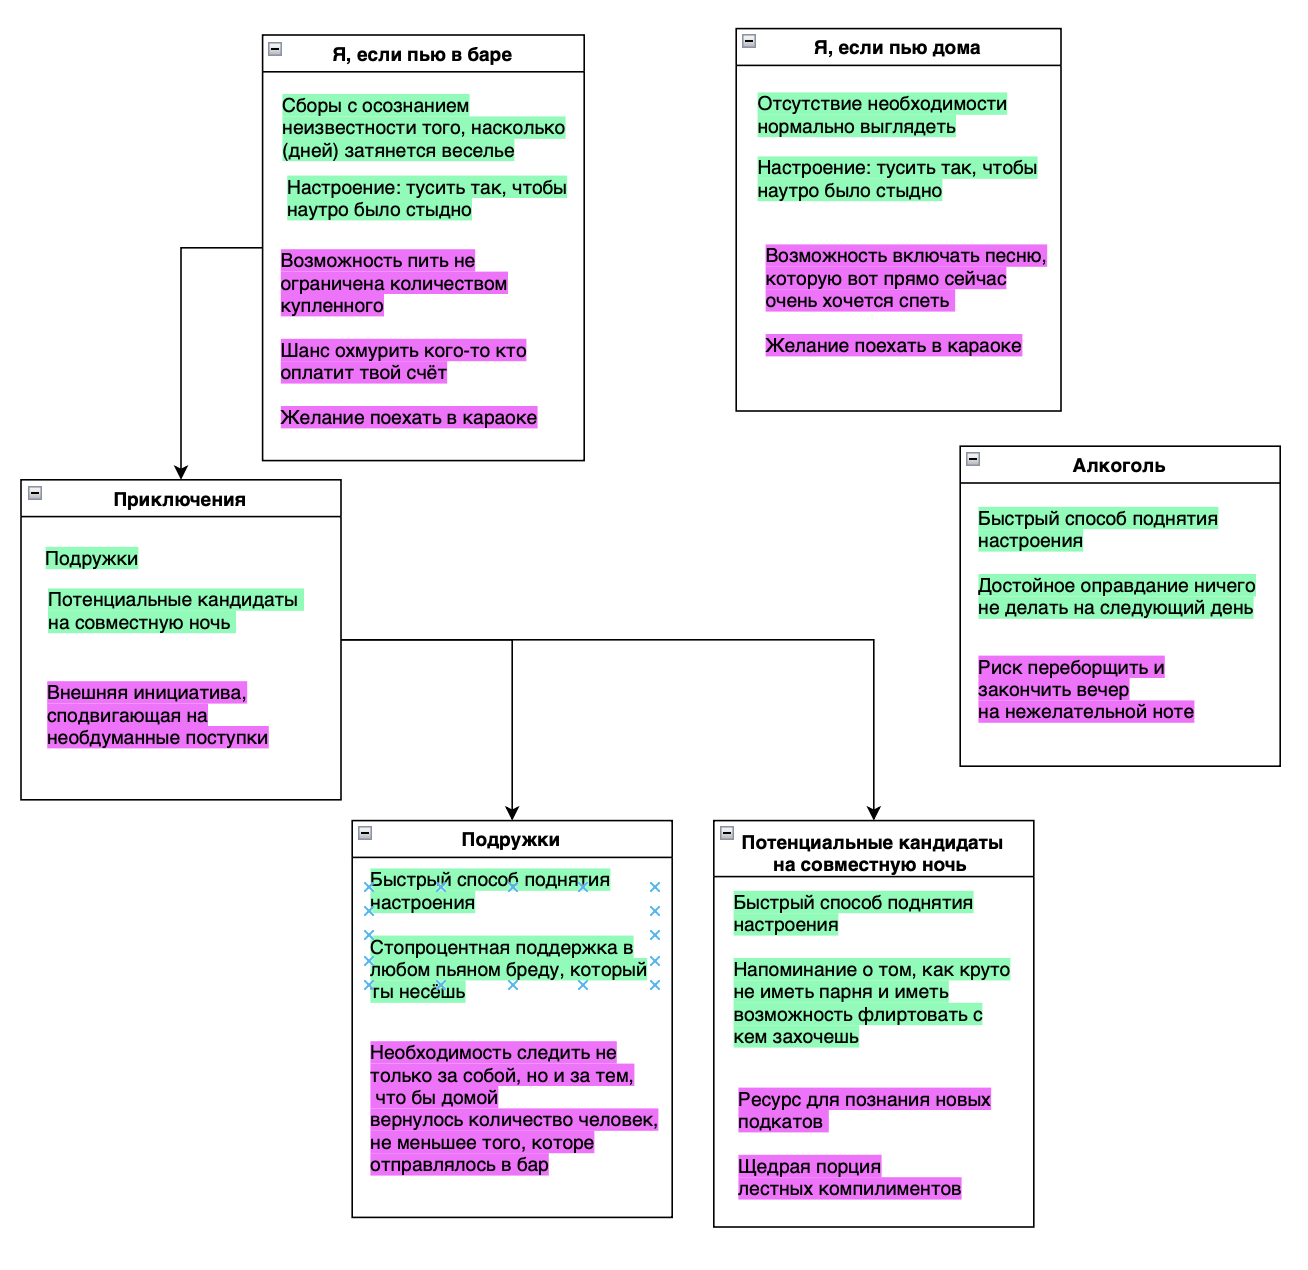 Я, если пью в баре
Сборы с осознанием
неизвестности того, насколько
(дней) затянется веселье
Настроение: тусить так, чтобы
наутро было стыдно
Возможность пить не
ограничена количеством
купленного
Шанс охмурить кого-то кто
оплатит твой счёт
Желание поехать в караоке
Я, если пью дома
Отсутствие необходимости
нормально выглядеть
Настроение: тусить так, чтобы
наутро было стыдно
Возможность включать песню,
которую вот прямо сейчас
очень хочется спеть
Желание поехать в караоке
Алкоголь
Быстрый способ поднятия
настроения
Достойное оправдание ничего
не делать на следующий день
Риск переборщить и
закончить вечер
на нежелательной ноте
Приключения
Подружки
Потенциальные кандидаты
на совместную ночь
Внешняя инициатива,
сподвигающая на
необдуманные поступки
Подружки
Быстрый способ поднятия
настроения
Стопроцентная поддержка в
любом пьяном бреду, который
ты несёшь
Необходимость следить не
только за собой, но и за тем,
что бы домой
вернулось количество человек,
не меньшее того, которе
отправлялось в бар
Потенциальные кандидаты
на совместную ночь
Быстрый способ поднятия
настроения
Напоминание о том, как круто
не иметь парня и иметь
возможность флиртовать с
кем захочешь
Ресурс для познания новых
подкатов
Щедрая порция
лестных компилиментов